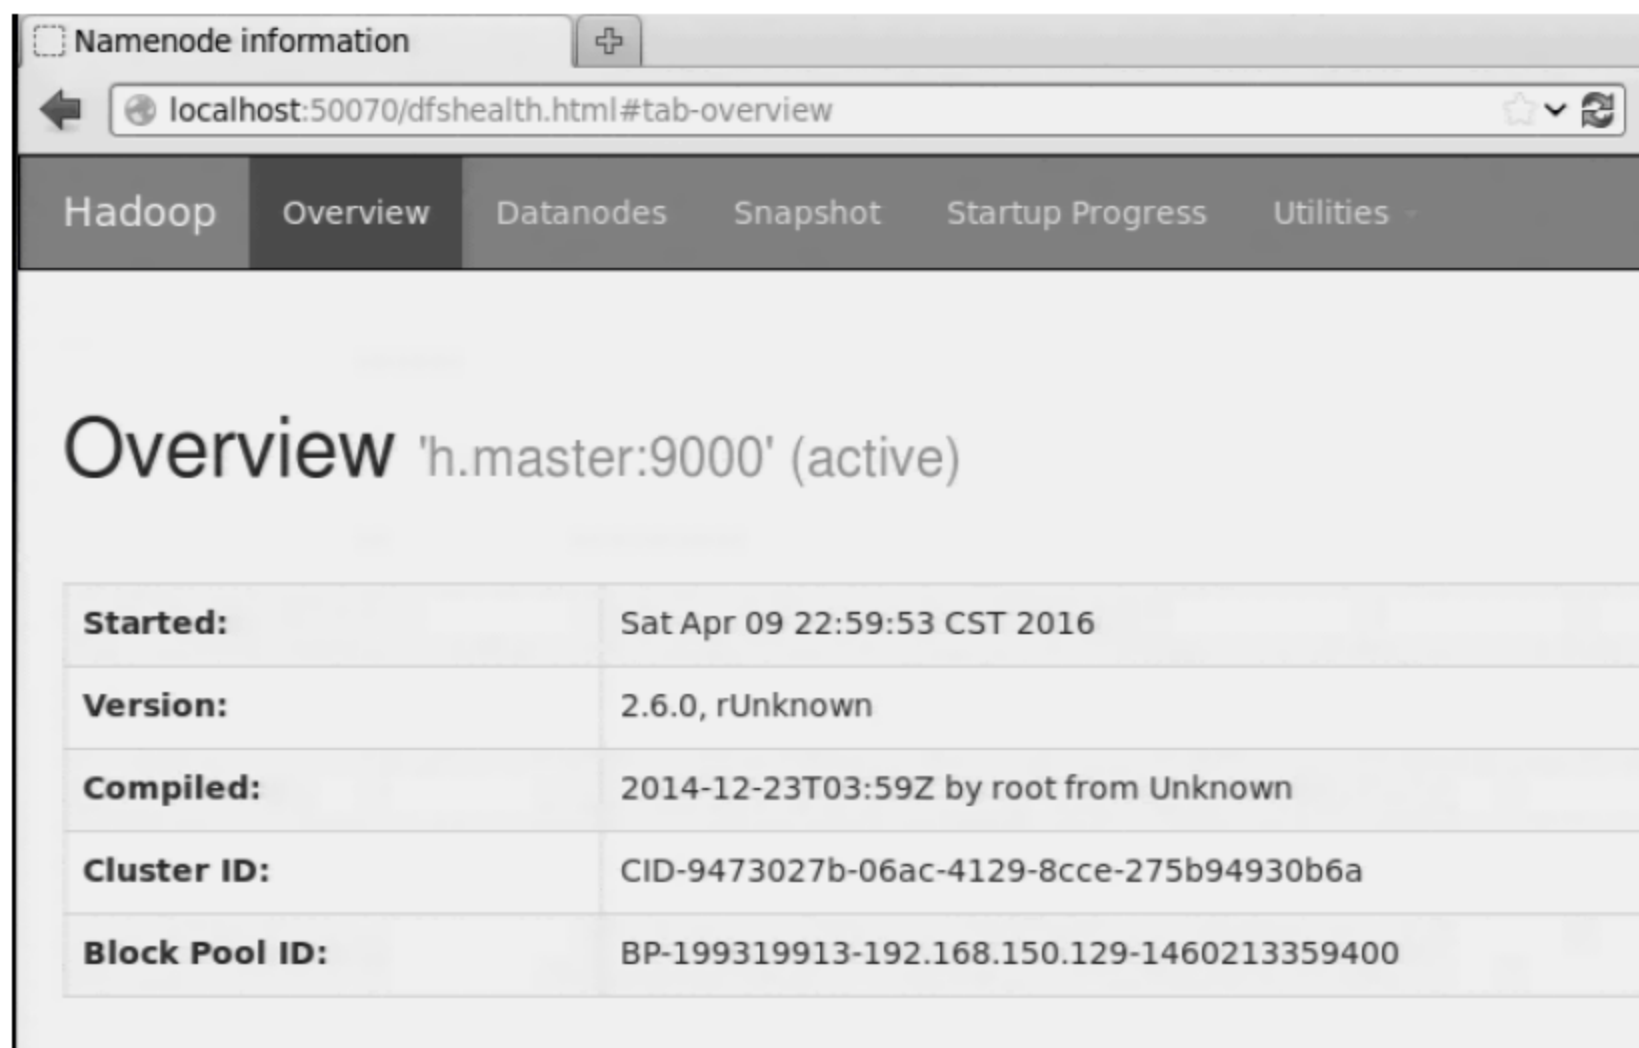 Namenode information
localhost:50070/dfshealth.html#tab-overview
Hadoop Overview Datanodes Snapshot Startup Progress Utilities
Overview 'h.master:9000' (active)
Started: Sat Apr 09 22:59:53 CST 2016
Version: 2.6.0, rUnknown
Compiled: 2014-12-23T03:59Z by root from Unknown
Cluster ID: CID-9473027b-06ac-4129-8cce-275b94930b6a
Block Pool ID: BP-199319913-192.168.150.129-1460213359400